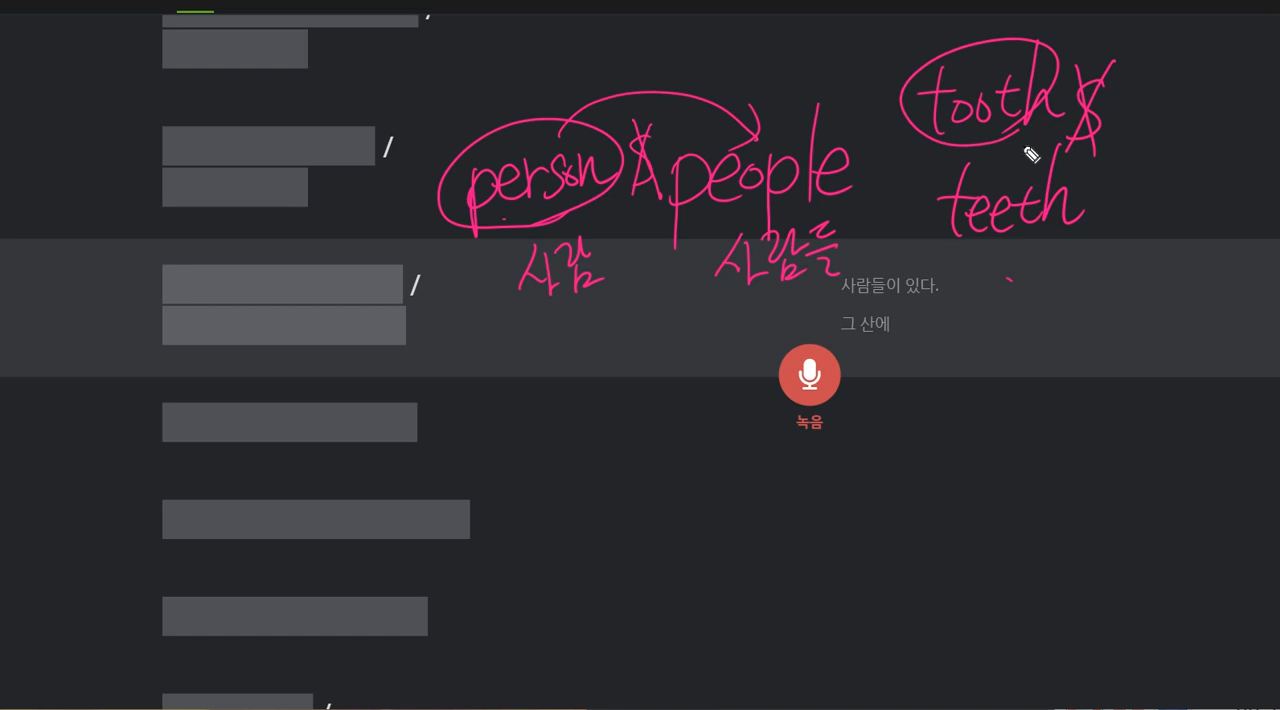 /
/
person s people
사람 사람들
tooth s
teeth
/
사람들이 있다.
그 산에
녹음
/